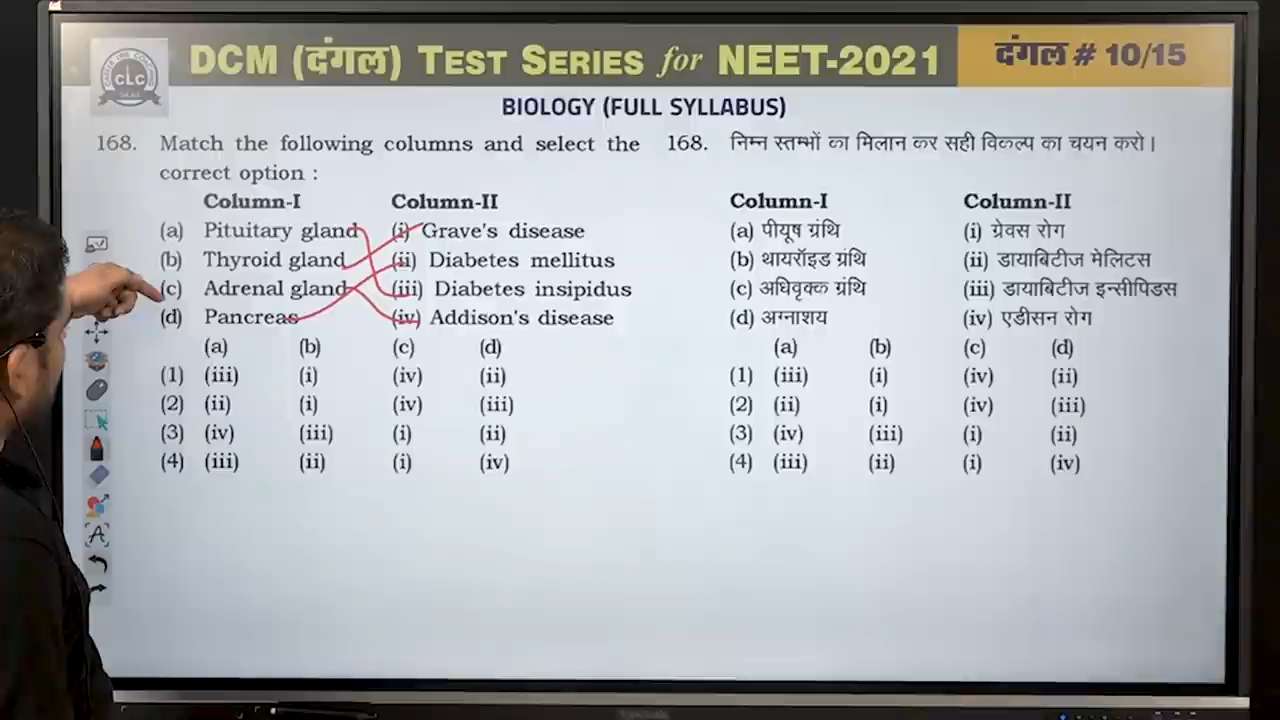 DCM (दंगल) TEST SERIES for NEET-2021
दंगल # 10/15
CLC
BIOLOGY (FULL SYLLABUS)
168. Match the following columns and select the correct option :
Column-I Column-II
(a) Pituitary gland (i) Grave's disease
(b) Thyroid gland (ii) Diabetes mellitus
(c) Adrenal gland (iii) Diabetes insipidus
(d) Pancreas (iv) Addison's disease
(a) (b) (c) (d)
(1) (iii) (i) (iv) (ii)
(2) (ii) (i) (iv) (iii)
(3) (iv) (iii) (i) (ii)
(4) (iii) (ii) (i) (iv)
168. निम्न स्तम्भों का मिलान कर सही विकल्प का चयन करो।
Column-I Column-II
(a) पीयूष ग्रंथि (i) ग्रेवस रोग
(b) थायरॉइड ग्रंथि (ii) डायाबिटीज मेलिटस
(c) अधिवृक्क ग्रंथि (iii) डायाबिटीज इन्सीपिडस
(d) अग्नाशय (iv) एडीसन रोग
(a) (b) (c) (d)
(1) (iii) (i) (iv) (ii)
(2) (ii) (i) (iv) (iii)
(3) (iv) (iii) (i) (ii)
(4) (iii) (ii) (i) (iv)